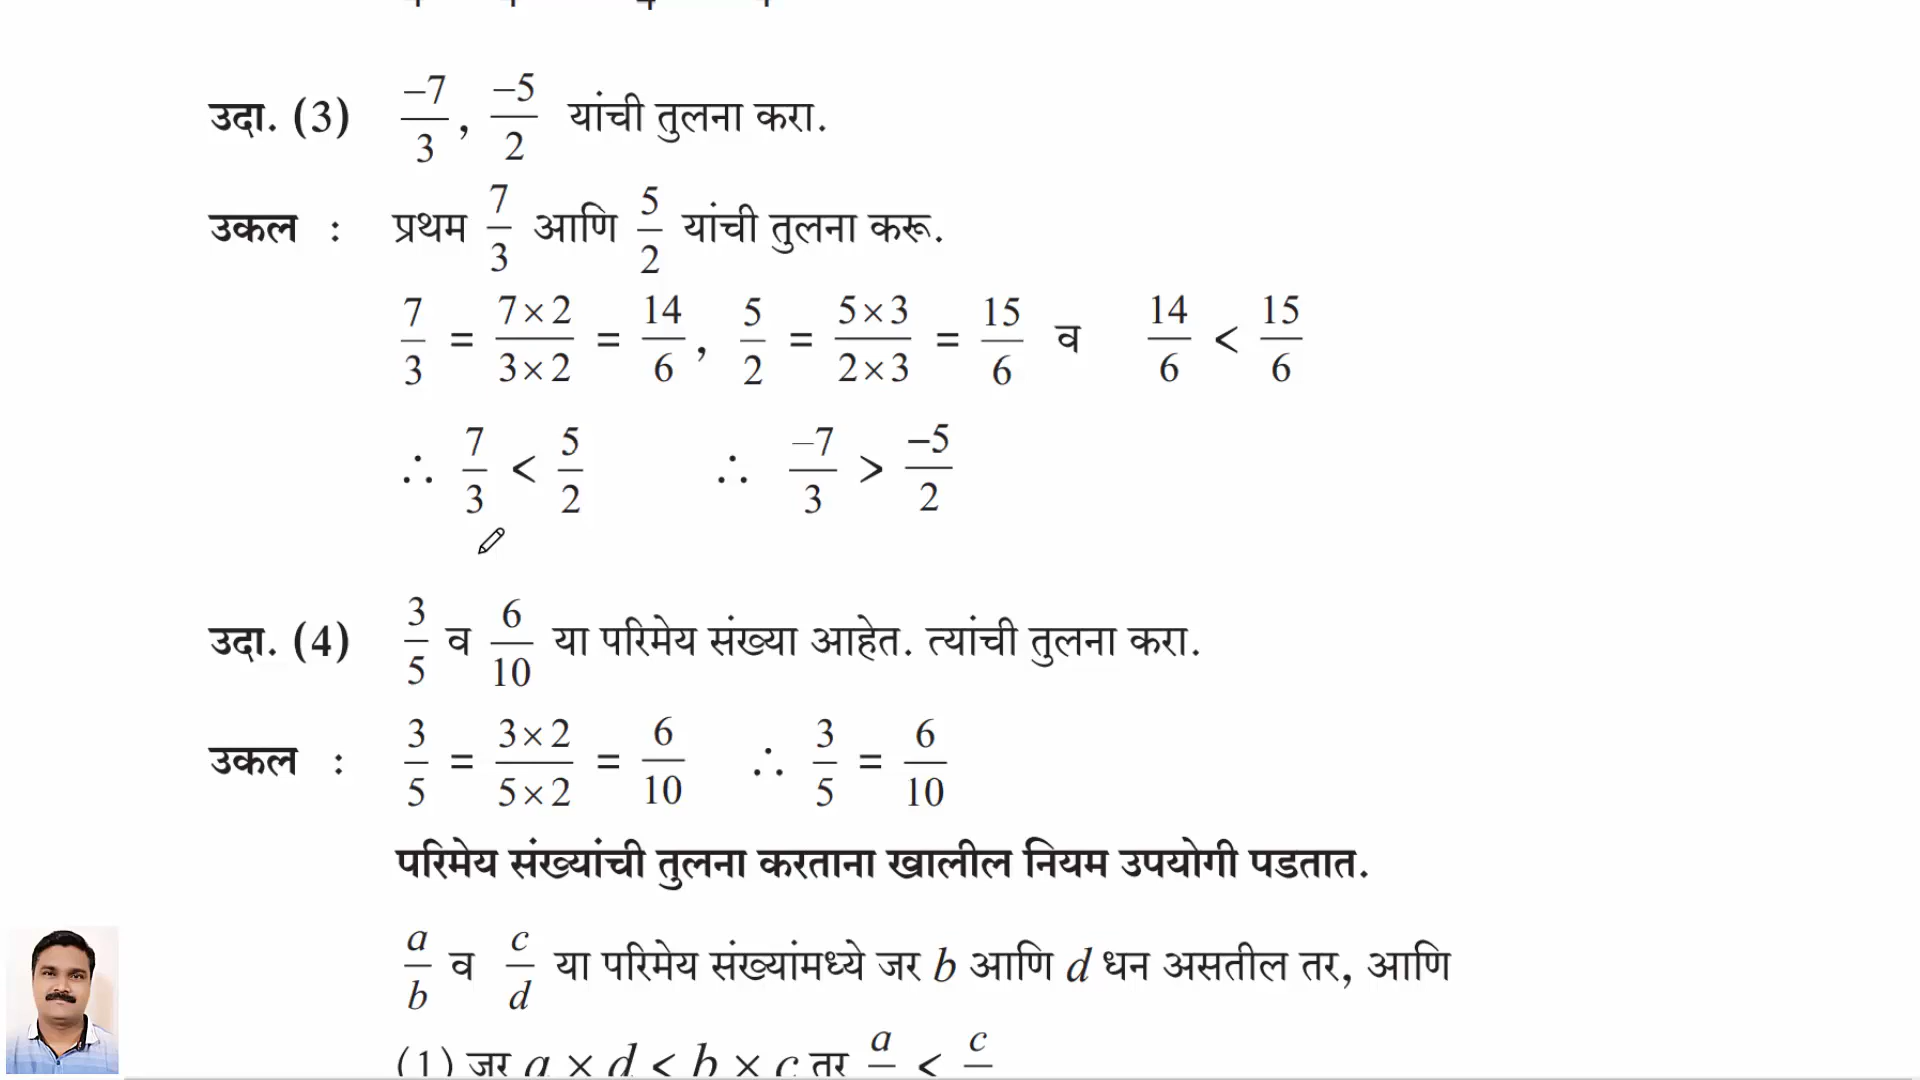 उदा. (3) -7/3 , -5/2 यांची तुलना करा.
उकल : प्रथम 7/3 आणि 5/2 यांची तुलना करू.
7/3 = 7×2/3×2 = 14/6 , 5/2 = 5×3/2×3 = 15/6 व 14/6 < 15/6
∴ 7/3 < 5/2 ∴ -7/3 > -5/2
उदा. (4) 3/5 व 6/10 या परिमेय संख्या आहेत. त्यांची तुलना करा.
उकल : 3/5 = 3×2/5×2 = 6/10 ∴ 3/5 = 6/10
परिमेय संख्यांची तुलना करताना खालील नियम उपयोगी पडतात.
a/b व c/d या परिमेय संख्यांमध्ये जर b आणि d धन असतील तर, आणि
(1) जर a × d < b × c तर a < c